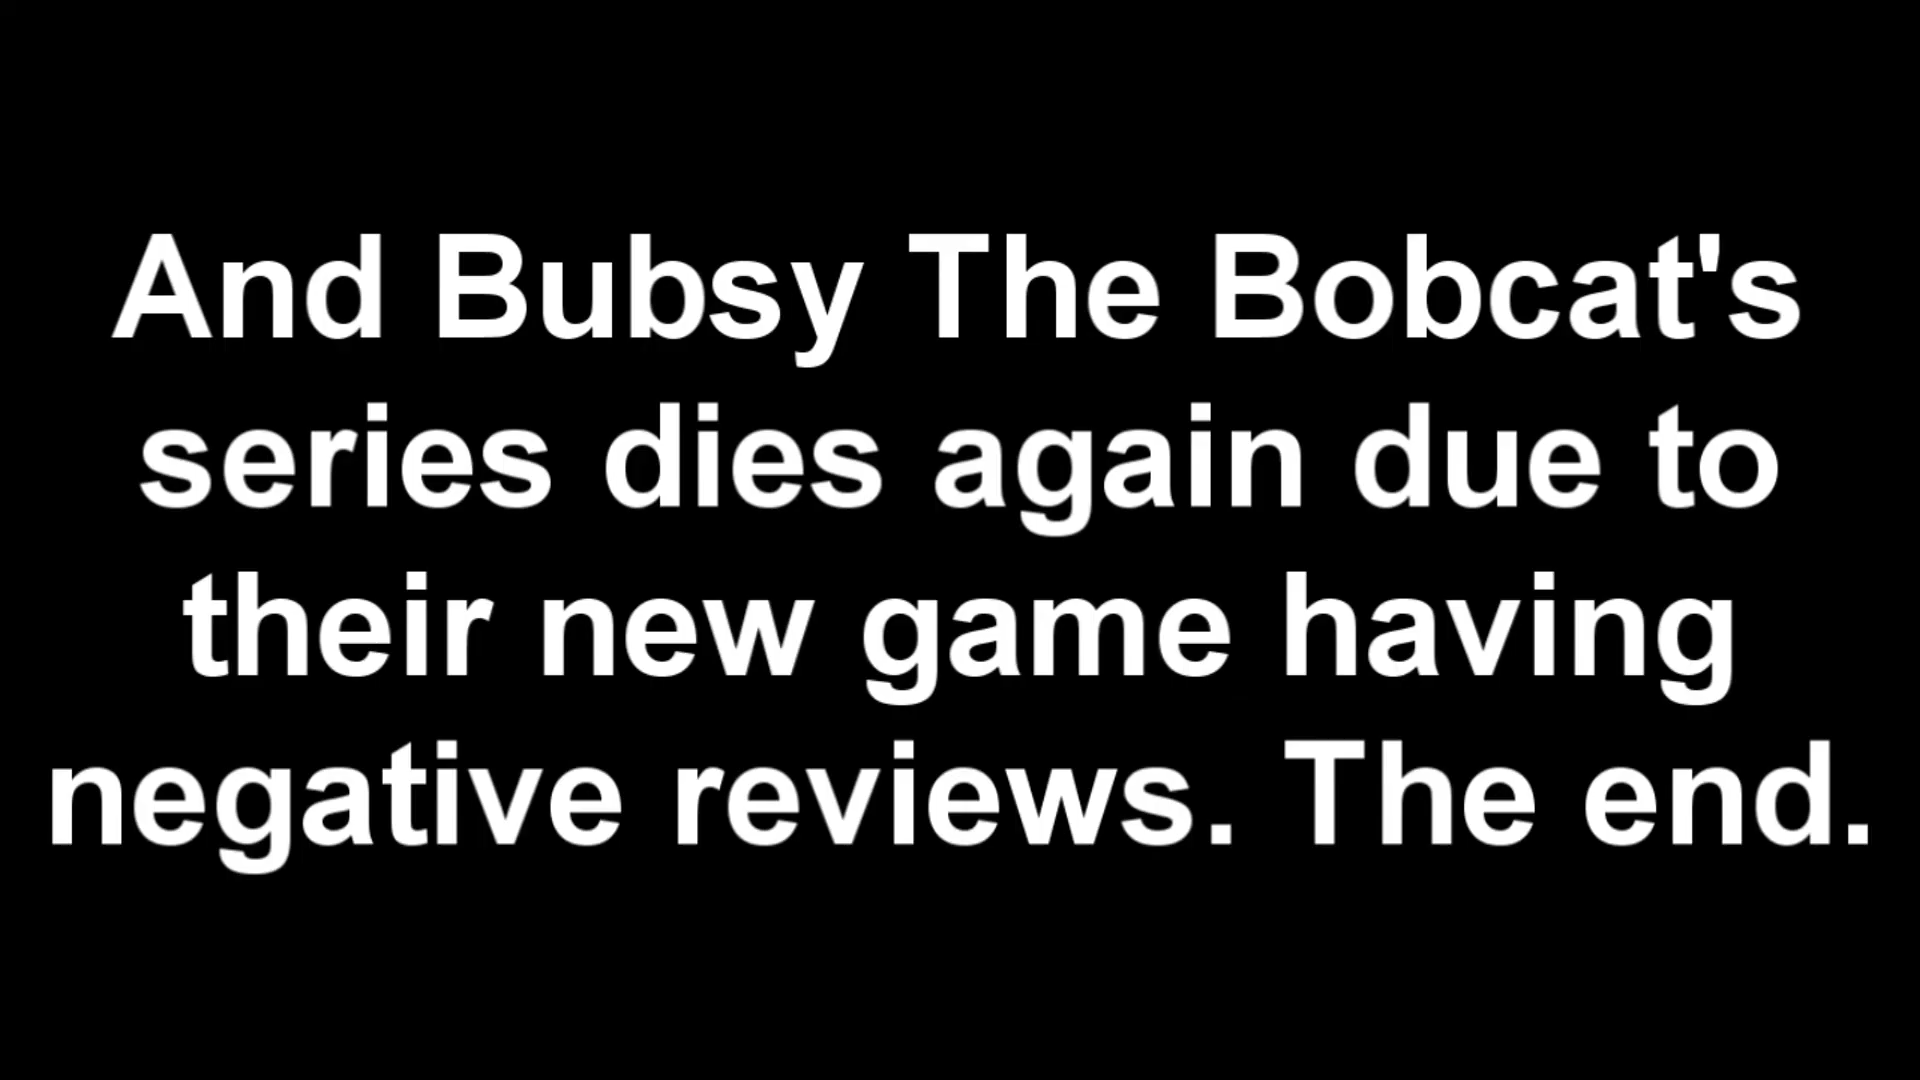 And Bubsy The Bobcat's
series dies again due to
their new game having
negative reviews. The end.